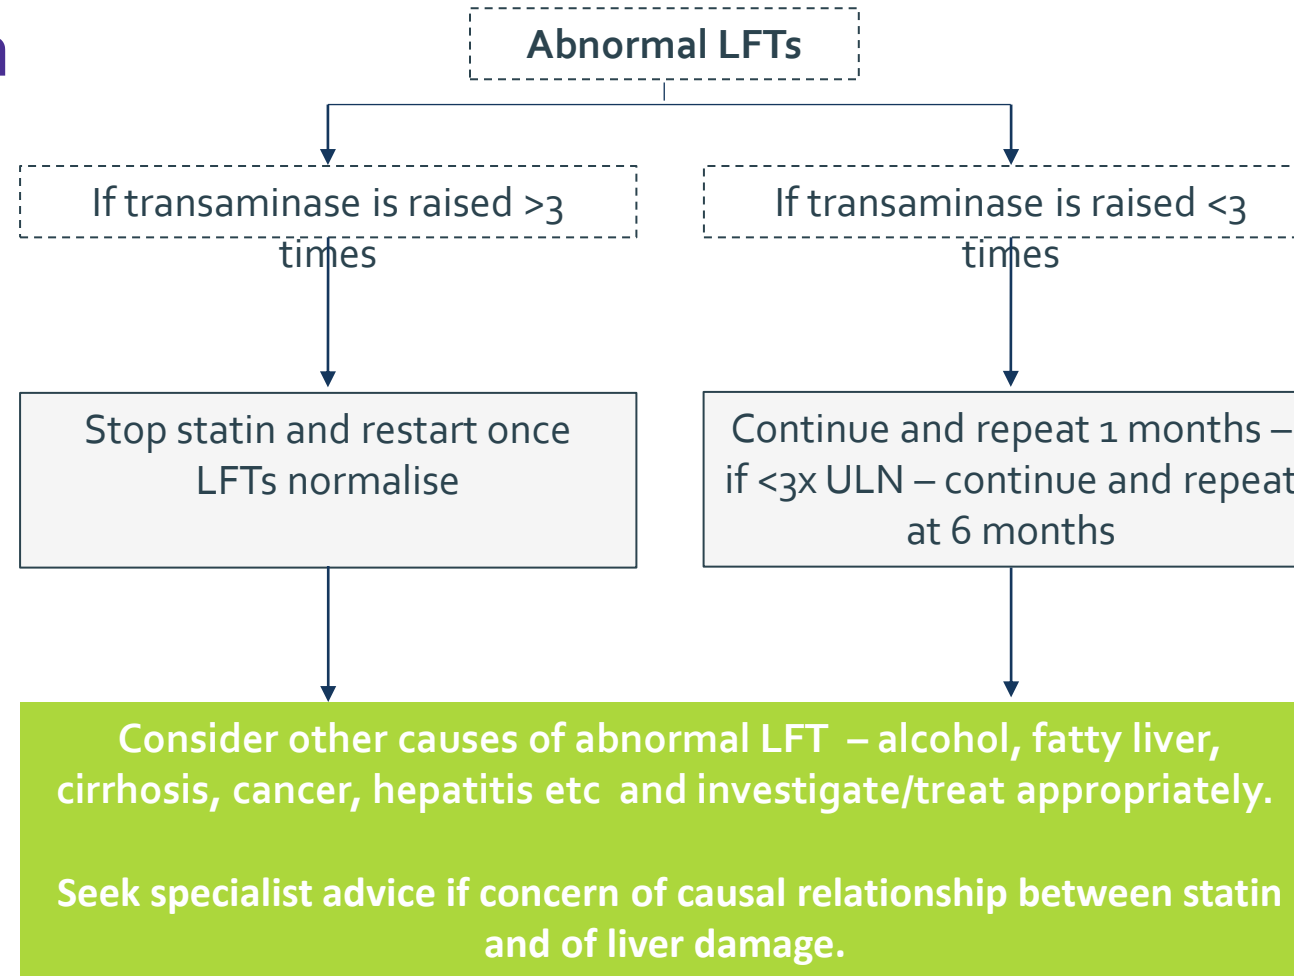 n
Abnormal LFTs
If transaminase is raised >3
times
If transaminase is raised <3
times
Stop statin and restart once
LFTs normalise
Continue and repeat 1 months –
if <3x ULN – continue and repeat
at 6 months
Consider other causes of abnormal LFT – alcohol, fatty liver,
cirrhosis, cancer, hepatitis etc and investigate/treat appropriately.
Seek specialist advice if concern of causal relationship between statin
and of liver damage.